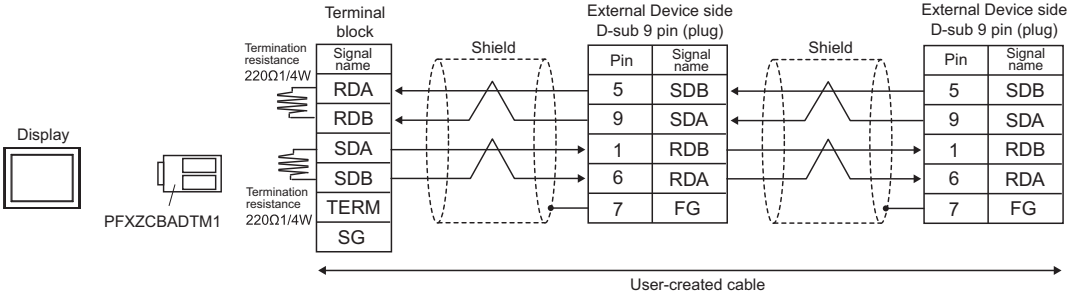 Display
PFXZCBADTM1
Termination
resistance
220Ω1/4W
Termination
resistance
220Ω1/4W
Terminal
block
Signal
name
RDA
RDB
SDA
SDB
TERM
SG
Shield
External Device side
D-sub 9 pin (plug)
Pin Signal
name
5 SDB
9 SDA
1 RDB
6 RDA
7 FG
Shield
External Device side
D-sub 9 pin (plug)
Pin Signal
name
5 SDB
9 SDA
1 RDB
6 RDA
7 FG
User-created cable